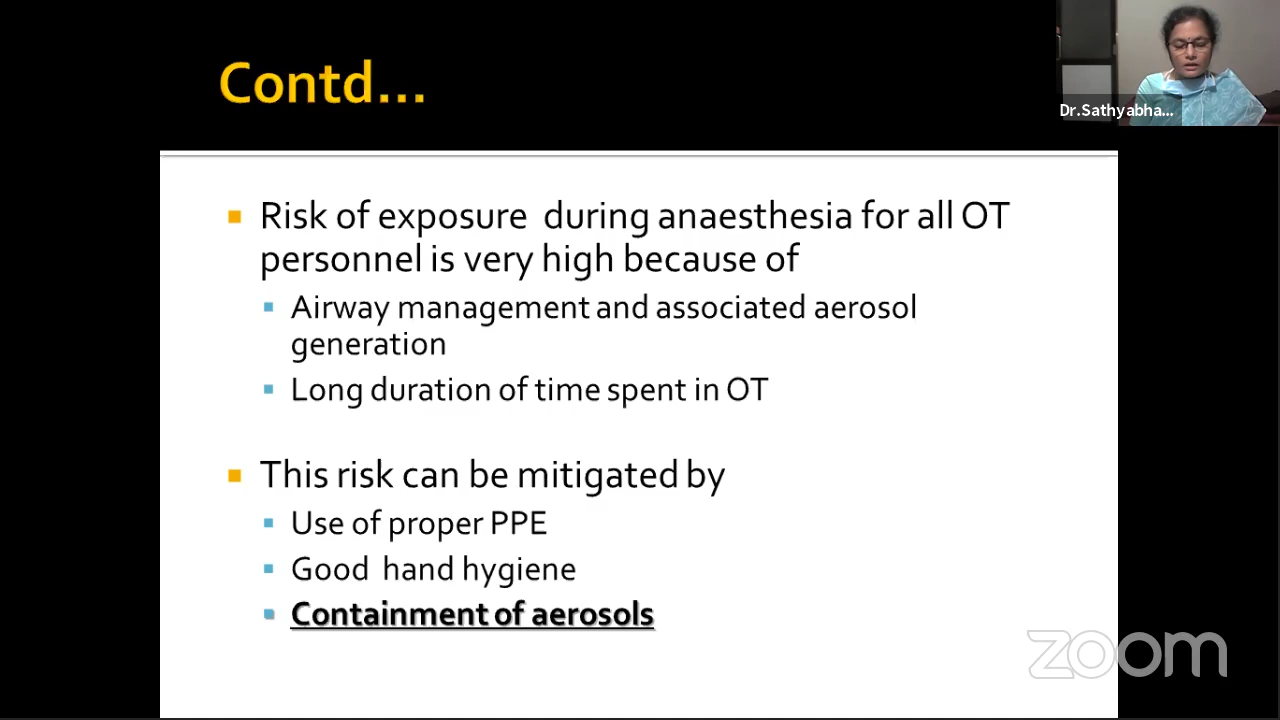 Contd...
Dr.Sathyabha...
Risk of exposure during anaesthesia for all OT
personnel is very high because of
Airway management and associated aerosol
generation
Long duration of time spent in OT
This risk can be mitigated by
Use of proper PPE
Good hand hygiene
Containment of aerosols
zoom